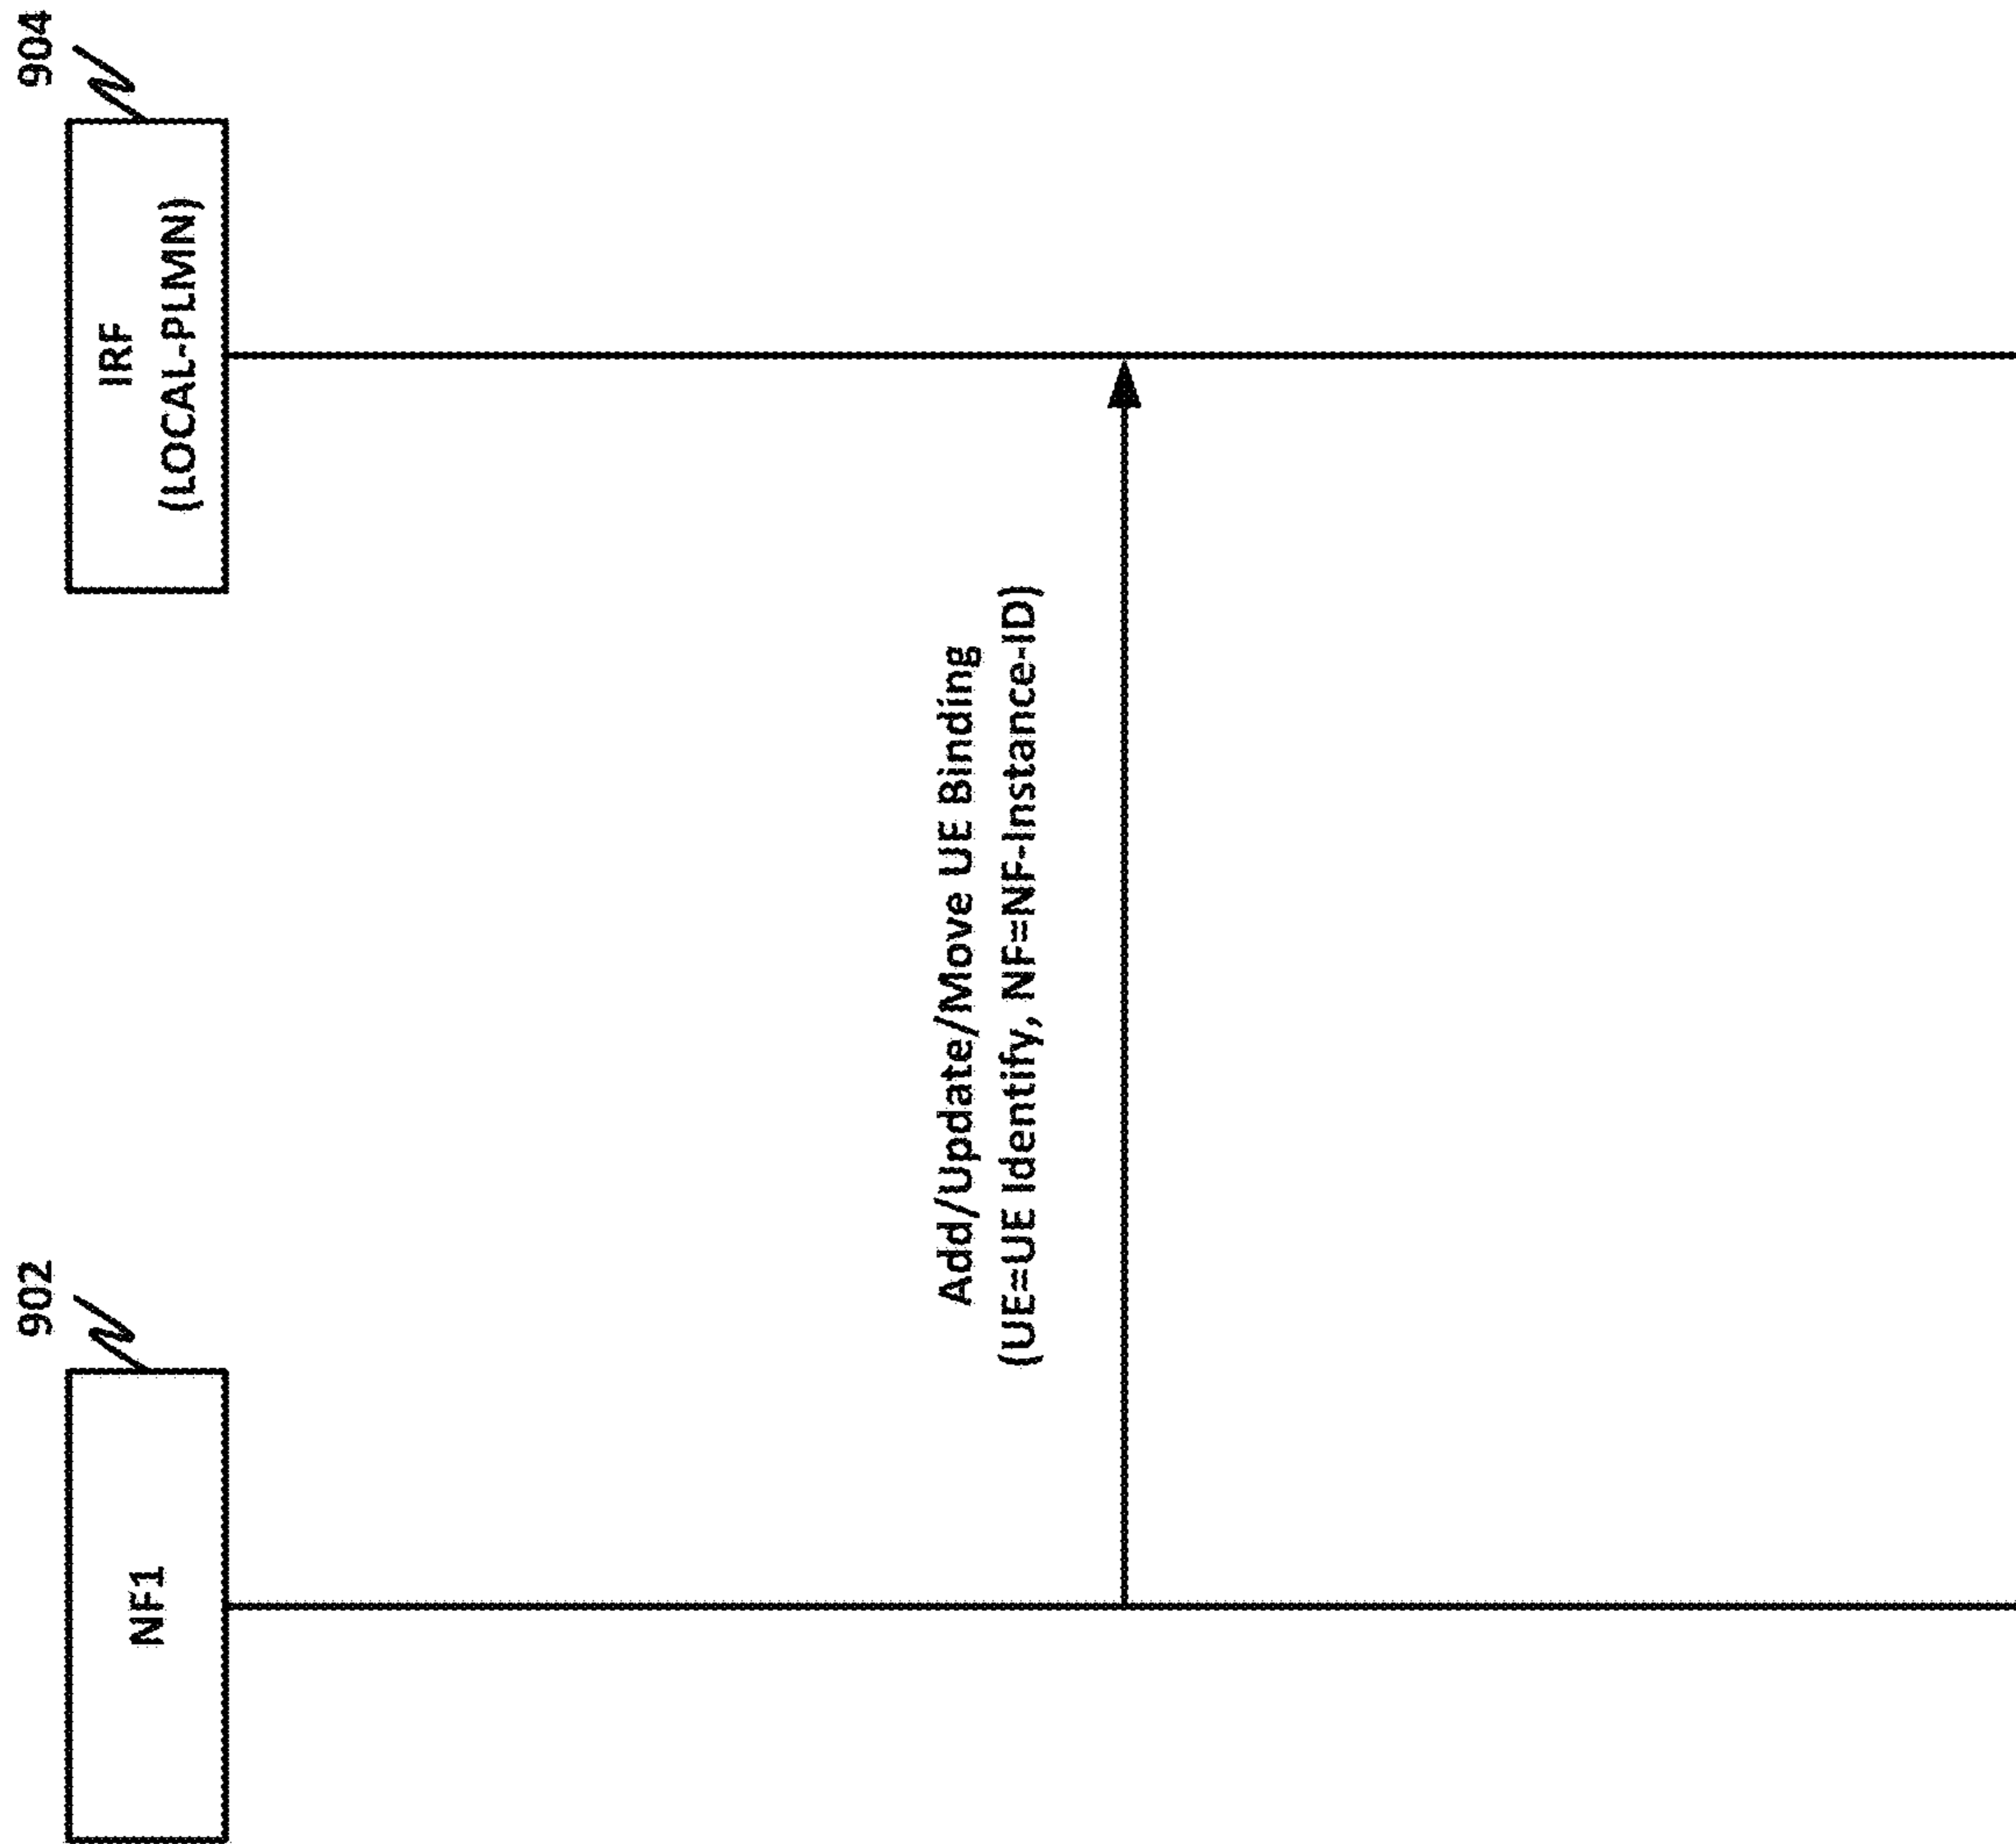 902
904
NF1
IRF
(LOCAL-PLMN)
Add/Update/Move UE Binding
(UE=UE Identify, NF=NF-Instance-ID)